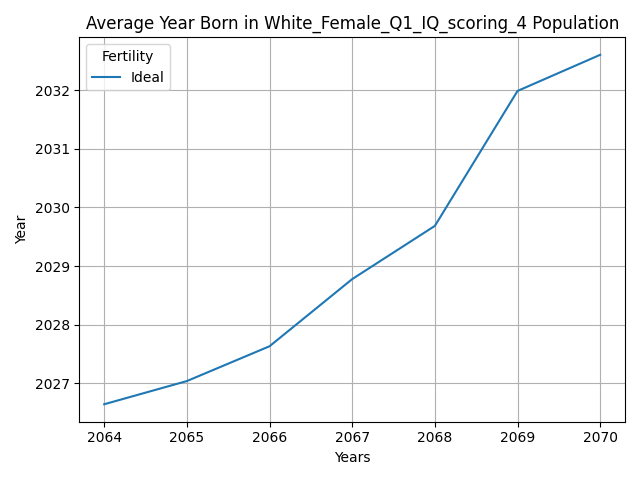 Average Year Born in White_Female_Q1_IQ_scoring_4 Population
Fertility
Ideal
2032
2031
2030
2029
2028
2027
Year
2064 2065 2066 2067 2068 2069 2070
Years